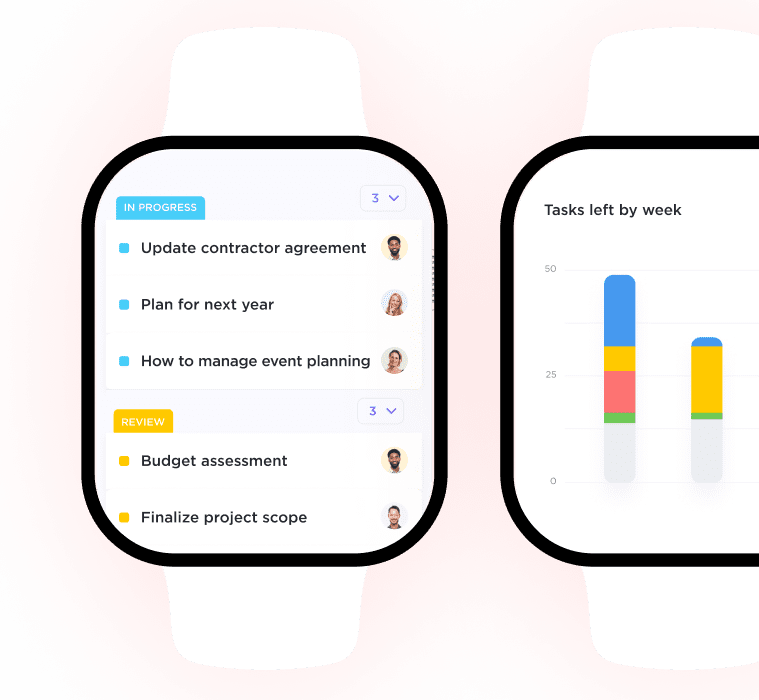 3
IN PROGRESS
Update contractor agreement
Plan for next year
How to manage event planning
3
REVIEW
Budget assessment
Finalize project scope
Tasks left by week
50
25
0